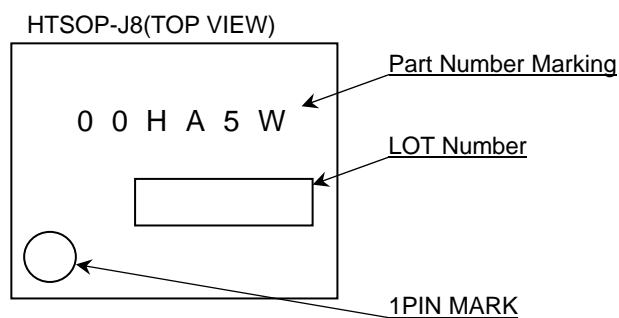 HTSOP-J8(TOP VIEW)
Part Number Marking
0 0 H A 5 W
LOT Number
1PIN MARK